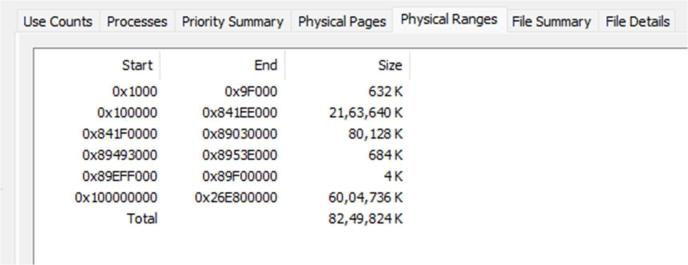 Use Counts Processes Priority Summary Physical Pages Physical Ranges File Summary File Details
Start End Size
0x1000 0x9F000 632 K
0x100000 0x841EE000 21,63,640 K
0x841F0000 0x89030000 80,128 K
0x89493000 0x8953E000 684 K
0x89EFF000 0x89F00000 4 K
0x100000000 0x26E800000 60,04,736 K
Total 82,49,824 K